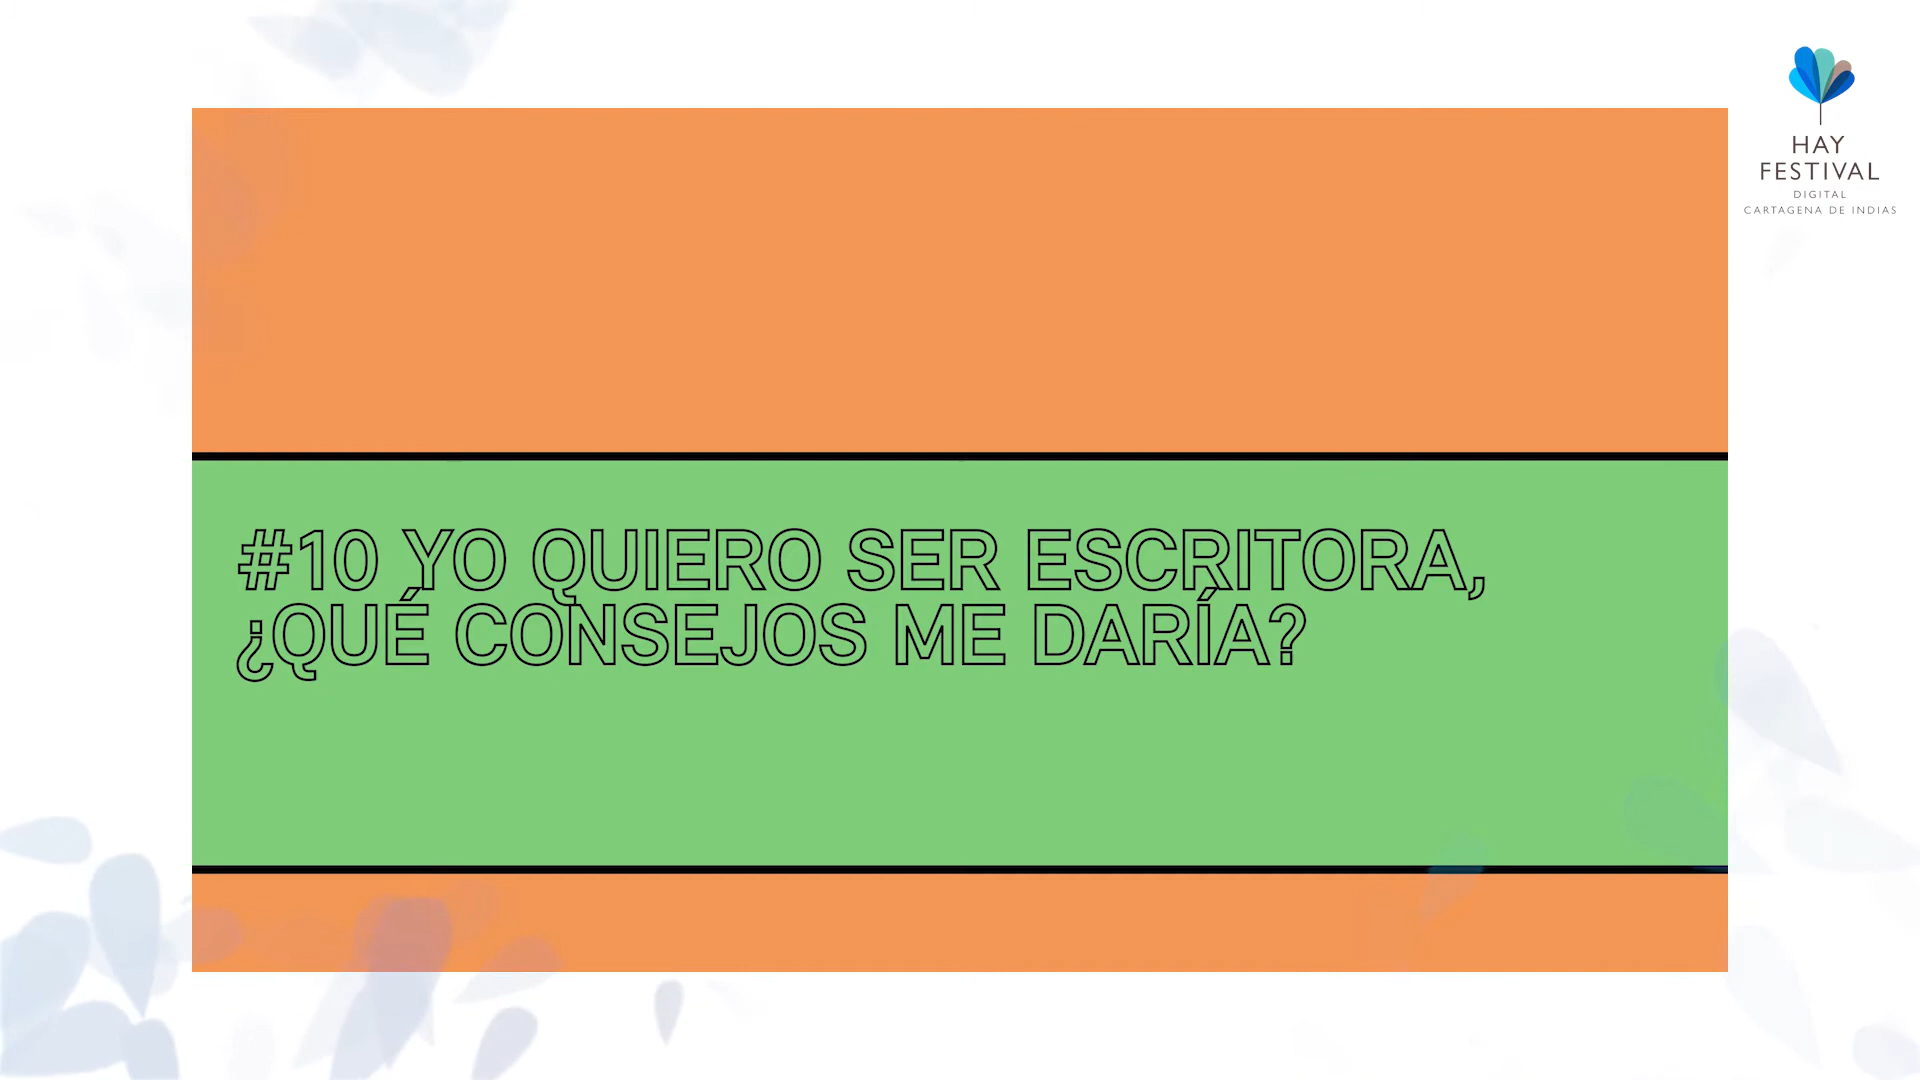 #10 YO QUIERO SER ESCRITORA,
¿QUÉ CONSEJOS ME DARÍA?
HAY
FESTIVAL
DIGITAL
CARTAGENA DE INDIAS